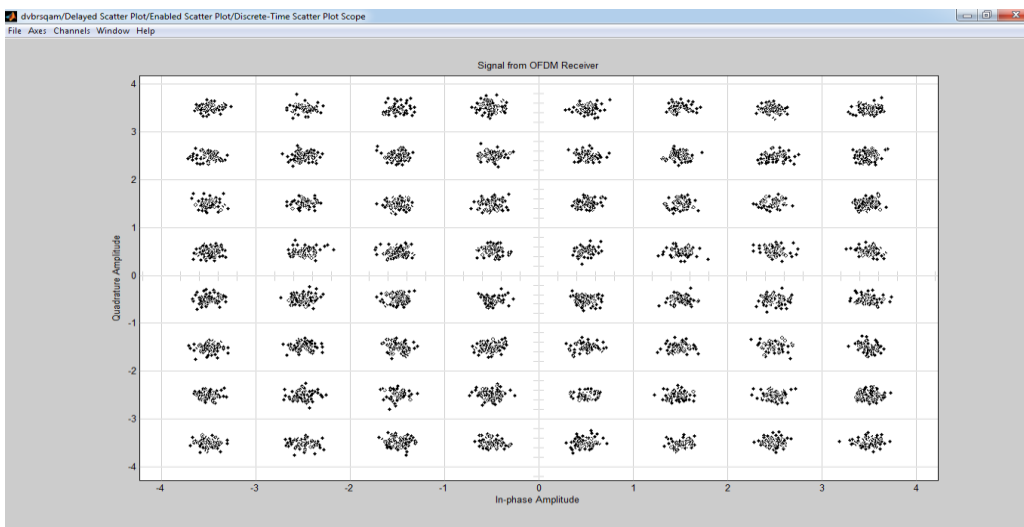 dvbrsqam/Delayed Scatter Plot/Enabled Scatter Plot/Discrete-Time Scatter Plot Scope
File Axes Channels Window Help
Signal from OFDM Receiver
4
3
2
1
0
-1
-2
-3
-4
Quadrature Amplitude
-4 -3 -2 -1 0 1 2 3 4
In-phase Amplitude